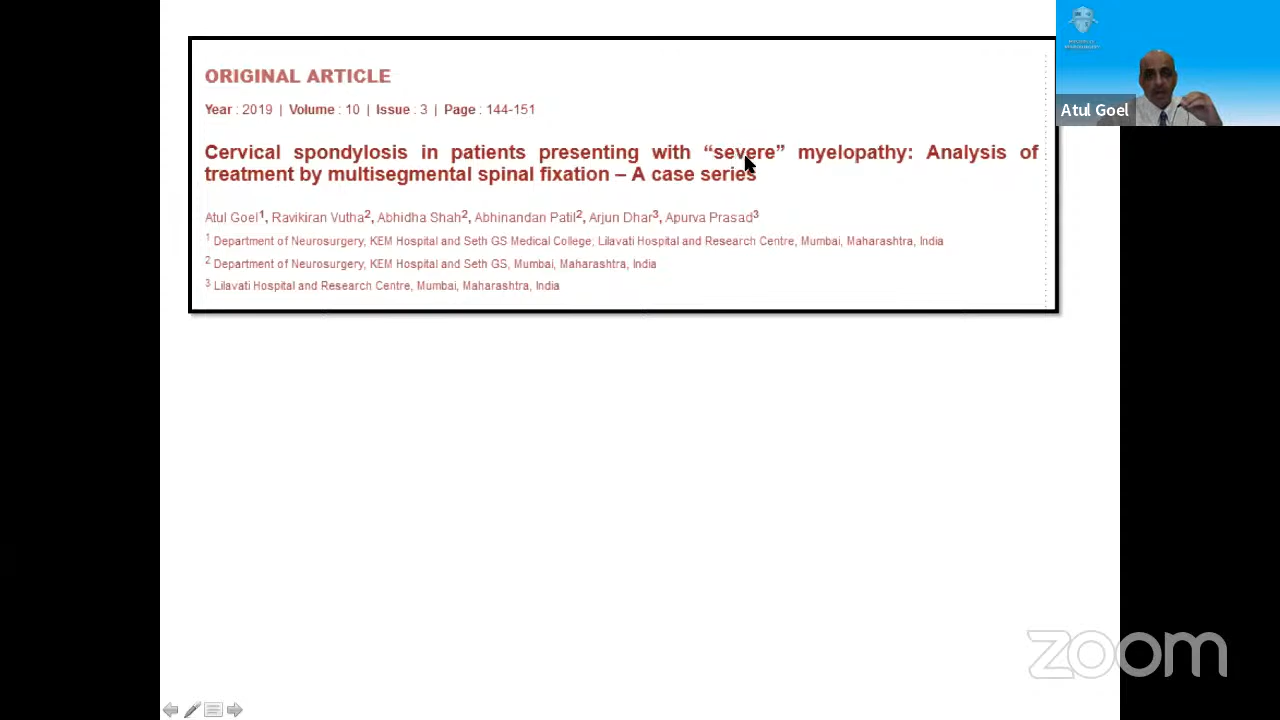 ORIGINAL ARTICLE
Year : 2019 | Volume : 10 | Issue : 3 | Page : 144-151
Cervical spondylosis in patients presenting with “severe” myelopathy: Analysis of
treatment by multisegmental spinal fixation – A case series
Atul Goel1, Ravikiran Vutha2, Abhidha Shah2, Abhinandan Patil2, Arjun Dhar3, Apurva Prasad3
1 Department of Neurosurgery, KEM Hospital and Seth GS Medical College; Lilavati Hospital and Research Centre, Mumbai, Maharashtra, India
2 Department of Neurosurgery, KEM Hospital and Seth GS, Mumbai, Maharashtra, India
3 Lilavati Hospital and Research Centre, Mumbai, Maharashtra, India
Atul Goel
zoom